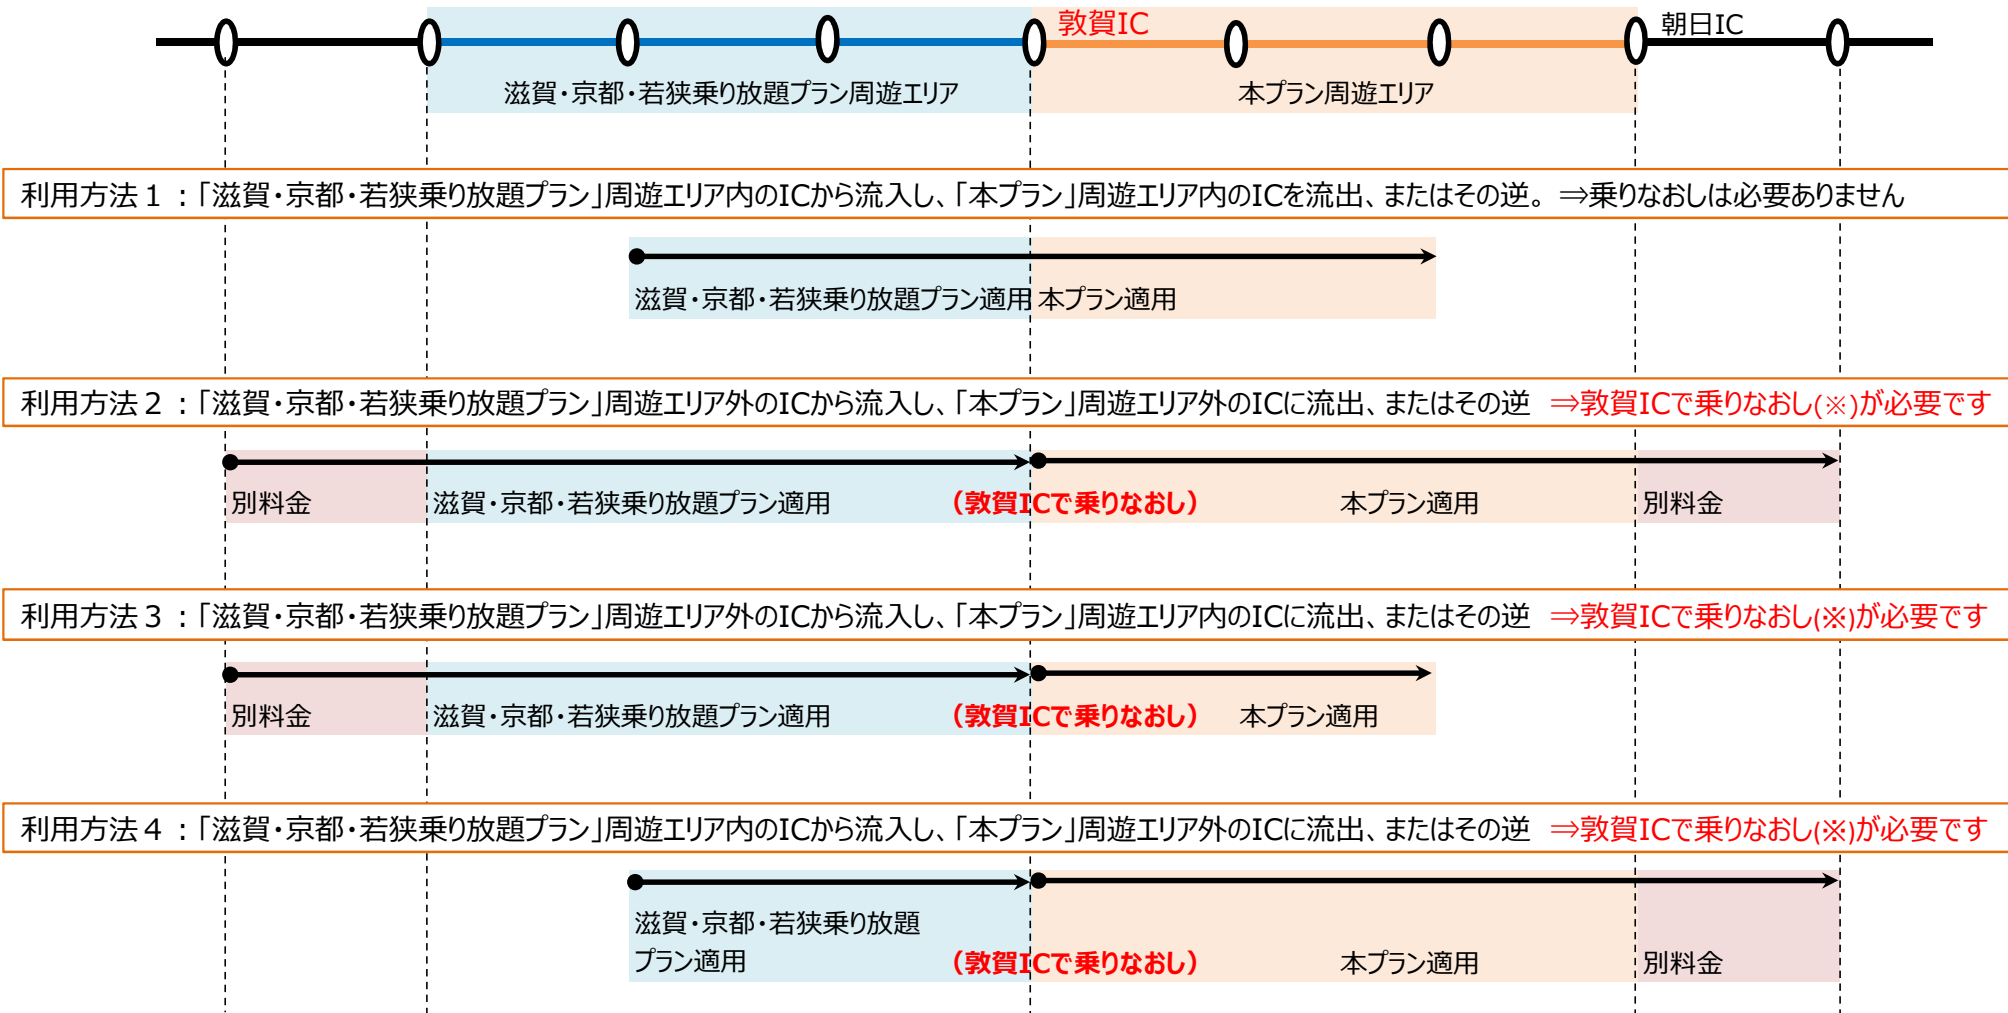 敦賀IC
朝日IC
滋賀・京都・若狭乗り放題プラン周遊エリア
本プラン周遊エリア
利用方法１：「滋賀・京都・若狭乗り放題プラン」周遊エリア内のICから流入し、「本プラン」周遊エリア内のICを流出、またはその逆。 ⇒乗りなおしは必要ありません
滋賀・京都・若狭乗り放題プラン適用
本プラン適用
利用方法２：「滋賀・京都・若狭乗り放題プラン」周遊エリア外のICから流入し、「本プラン」周遊エリア外のICに流出、またはその逆 ⇒敦賀ICで乗りなおし(※)が必要です
別料金
滋賀・京都・若狭乗り放題プラン適用
（敦賀ICで乗りなおし）
本プラン適用
別料金
利用方法３：「滋賀・京都・若狭乗り放題プラン」周遊エリア外のICから流入し、「本プラン」周遊エリア内のICに流出、またはその逆 ⇒敦賀ICで乗りなおし(※)が必要です
別料金
滋賀・京都・若狭乗り放題プラン適用
（敦賀ICで乗りなおし）
本プラン適用
利用方法４：「滋賀・京都・若狭乗り放題プラン」周遊エリア内のICから流入し、「本プラン」周遊エリア外のICに流出、またはその逆 ⇒敦賀ICで乗りなおし(※)が必要です
滋賀・京都・若狭乗り放題
プラン適用
（敦賀ICで乗りなおし）
本プラン適用
別料金